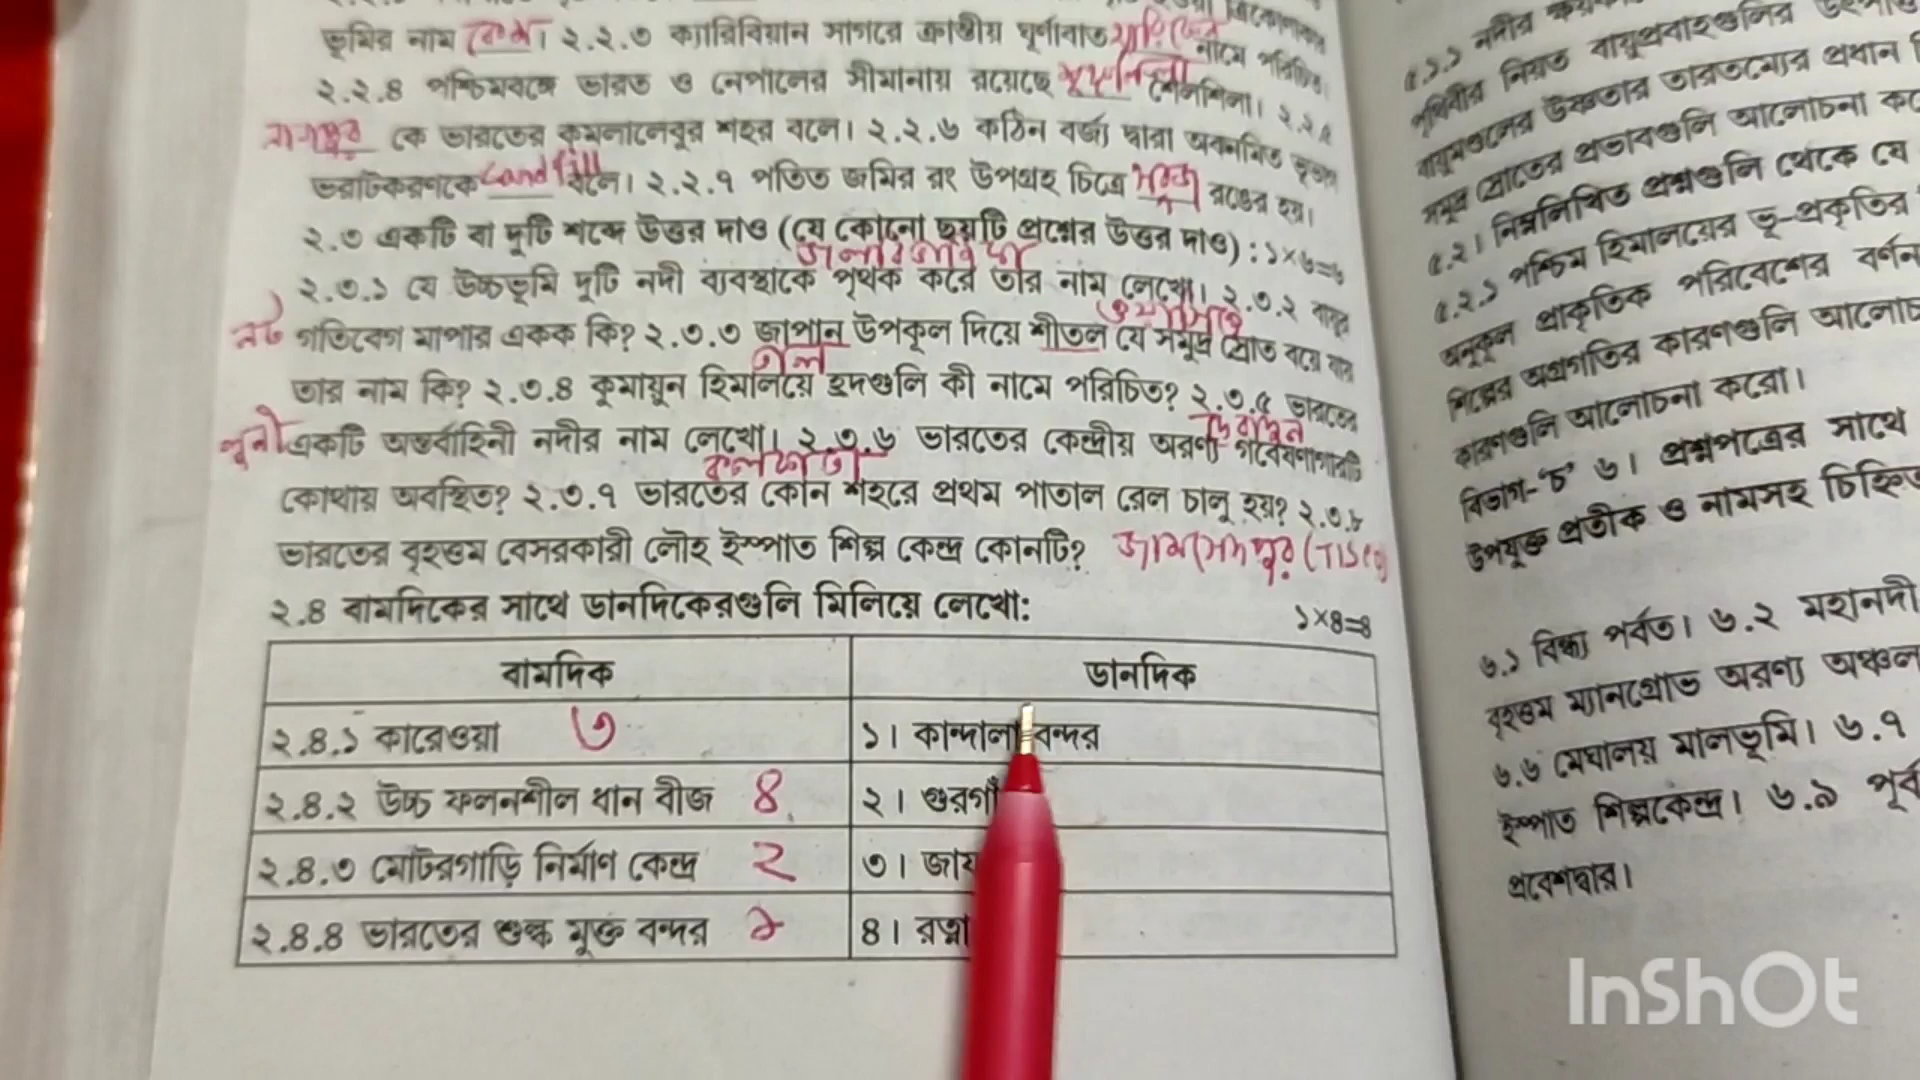 ভূমির নাম কেম। ২.২.৩ ক্যারিবিয়ান সাগরে ক্রান্তীয় ঘূর্ণাবাত হ্যারিকেন নামে পরিচিত।
২.২.৪ পশ্চিমবঙ্গে ভারত ও নেপালের সীমানায় রয়েছে শৈলশিলা। ২.২.৫
নাগপুর কে ভারতের কমলালেবুর শহর বলে। ২.২.৬ কঠিন বর্জ্য দ্বারা অবনমিত ভূভাগ
ভরাটকরণকে Land fill বলে। ২.২.৭ পতিত জমির রং উপগ্রহ চিত্রে সবুজ রঙের হয়।
২.৩ একটি বা দুটি শব্দে উত্তর দাও (যে কোনো ছয়টি প্রশ্নের উত্তর দাও) : ১×৬=৬
জলবিভাজিকা
২.৩.১ যে উচ্চভূমি দুটি নদী ব্যবস্থাকে পৃথক করে তার নাম লেখো। ২.৩.২ বায়ুর
নট গতিবেগ মাপার একক কি? ২.৩.৩ জাপান উপকূল দিয়ে শীতল যে সমুদ্র স্রোত বয়ে যায়
তাল
তার নাম কি? ২.৩.৪ কুমায়ুন হিমালয়ে হ্রদগুলি কী নামে পরিচিত? ২.৩.৫ ভারতের
লুনী একটি অন্তর্বাহিনী নদীর নাম লেখো। ২.৩.৬ ভারতের কেন্দ্রীয় অরণ্য গবেষণাগারটি
দেরাদুন
কলকাতা
কোথায় অবস্থিত? ২.৩.৭ ভারতের কোন শহরে প্রথম পাতাল রেল চালু হয়? ২.৩.৮
ভারতের বৃহত্তম বেসরকারী লৌহ ইস্পাত শিল্প কেন্দ্র কোনটি? জামসেদপুর (TISCO)
২.৪ বামদিকের সাথে ডানদিকেরগুলি মিলিয়ে লেখো: ১×৪=৪
বামদিক ডানদিক
২.৪.১ কারেওয়া ৩ ১। কান্দালা বন্দর
২.৪.২ উচ্চ ফলনশীল ধান বীজ ৪ ২। গুরগাঁ
২.৪.৩ মোটরগাড়ি নির্মাণ কেন্দ্র ২ ৩।
২.৪.৪ ভারতের শুল্ক মুক্ত বন্দর ১ ৪। রত্না
৫.১.১ নদীর
পৃথিবীর নিয়ত বায়ুপ্রবাহগুলির
বায়ুমণ্ডলের উষ্ণতার তারতম্যের প্রধান
সমুদ্র স্রোতের প্রভাবগুলি আলোচনা
৫.২। নিম্নলিখিত প্রশ্নগুলি থেকে যে
৫.২.১ পশ্চিম হিমালয়ের ভূ-প্রকৃতির
অনুকূল প্রাকৃতিক পরিবেশের
শিল্পের অগ্রগতির কারণগুলি
কারণগুলি আলোচনা করো।
বিভাগ-'চ' ৬। প্রশ্নপত্রের সাথে
উপযুক্ত প্রতীক ও নামসহ
৬.১ বিন্ধ্য পর্বত। ৬.২ মহানদী
বৃহত্তম ম্যানগ্রোভ অরণ্য অঞ্চল
৬.৬ মেঘালয় মালভূমি। ৬.৭
ইস্পাত শিল্পকেন্দ্র। ৬.৯
প্রবেশদ্বার।
InShOt